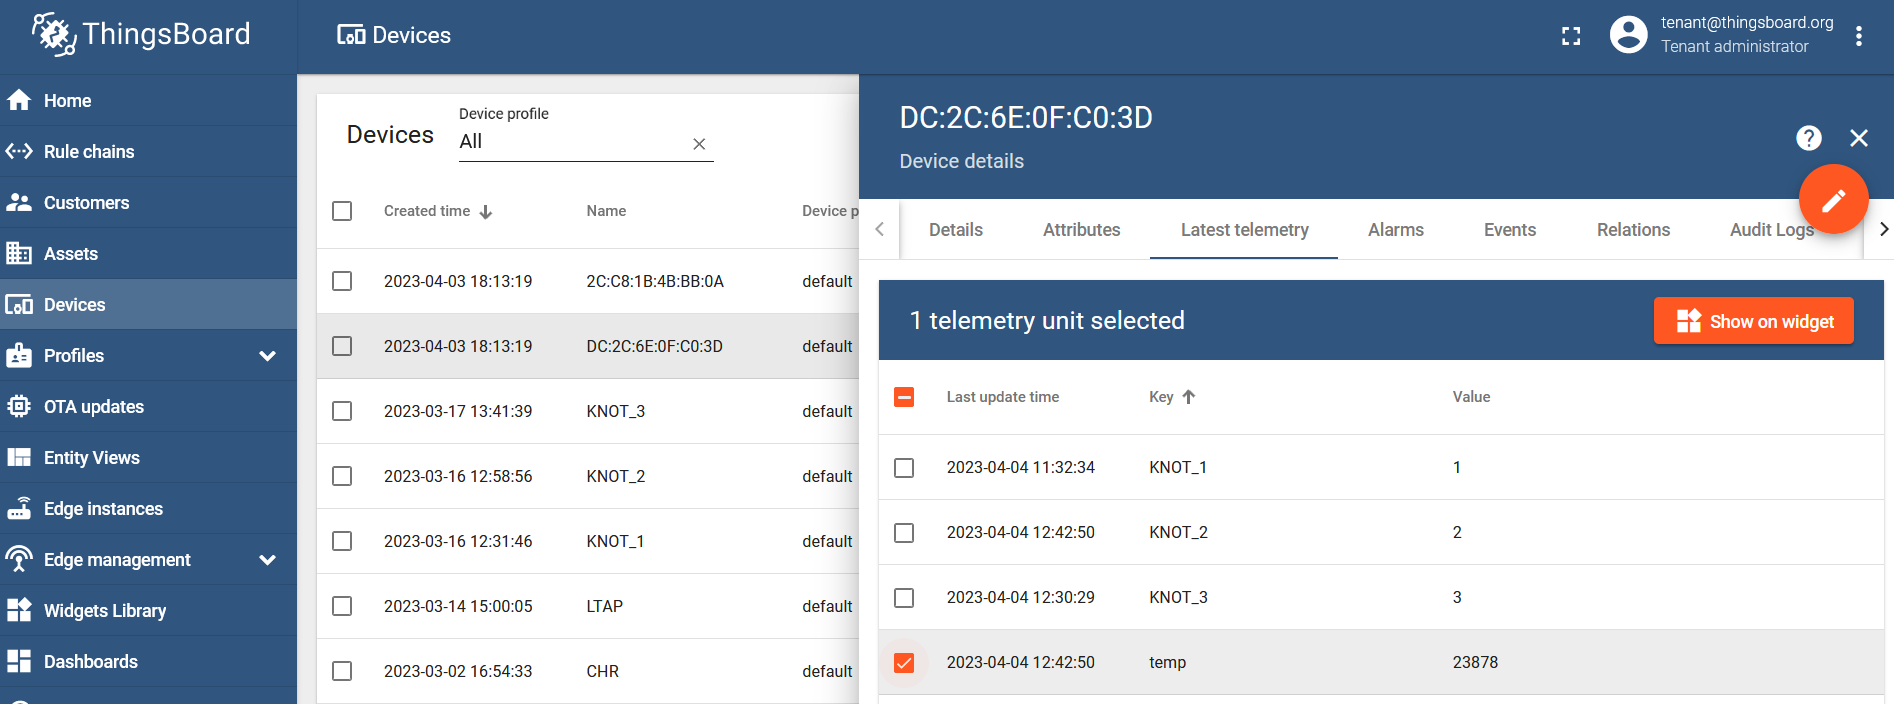 ThingsBoard
Devices
tenant@thingsboard.org
Tenant administrator
Home
Rule chains
Customers
Assets
Devices
Profiles
OTA updates
Entity Views
Edge instances
Edge management
Widgets Library
Dashboards
Devices
Device profile
All
Created time Name Device p
2023-04-03 18:13:19 2C:C8:1B:4B:BB:0A default
2023-04-03 18:13:19 DC:2C:6E:0F:C0:3D default
2023-03-17 13:41:39 KNOT_3 default
2023-03-16 12:58:56 KNOT_2 default
2023-03-16 12:31:46 KNOT_1 default
2023-03-14 15:00:05 LTAP default
2023-03-02 16:54:33 CHR default
DC:2C:6E:0F:C0:3D
Device details
Details Attributes Latest telemetry Alarms Events Relations Audit Logs
1 telemetry unit selected
Show on widget
Last update time Key Value
2023-04-04 11:32:34 KNOT_1 1
2023-04-04 12:42:50 KNOT_2 2
2023-04-04 12:30:29 KNOT_3 3
2023-04-04 12:42:50 temp 23878